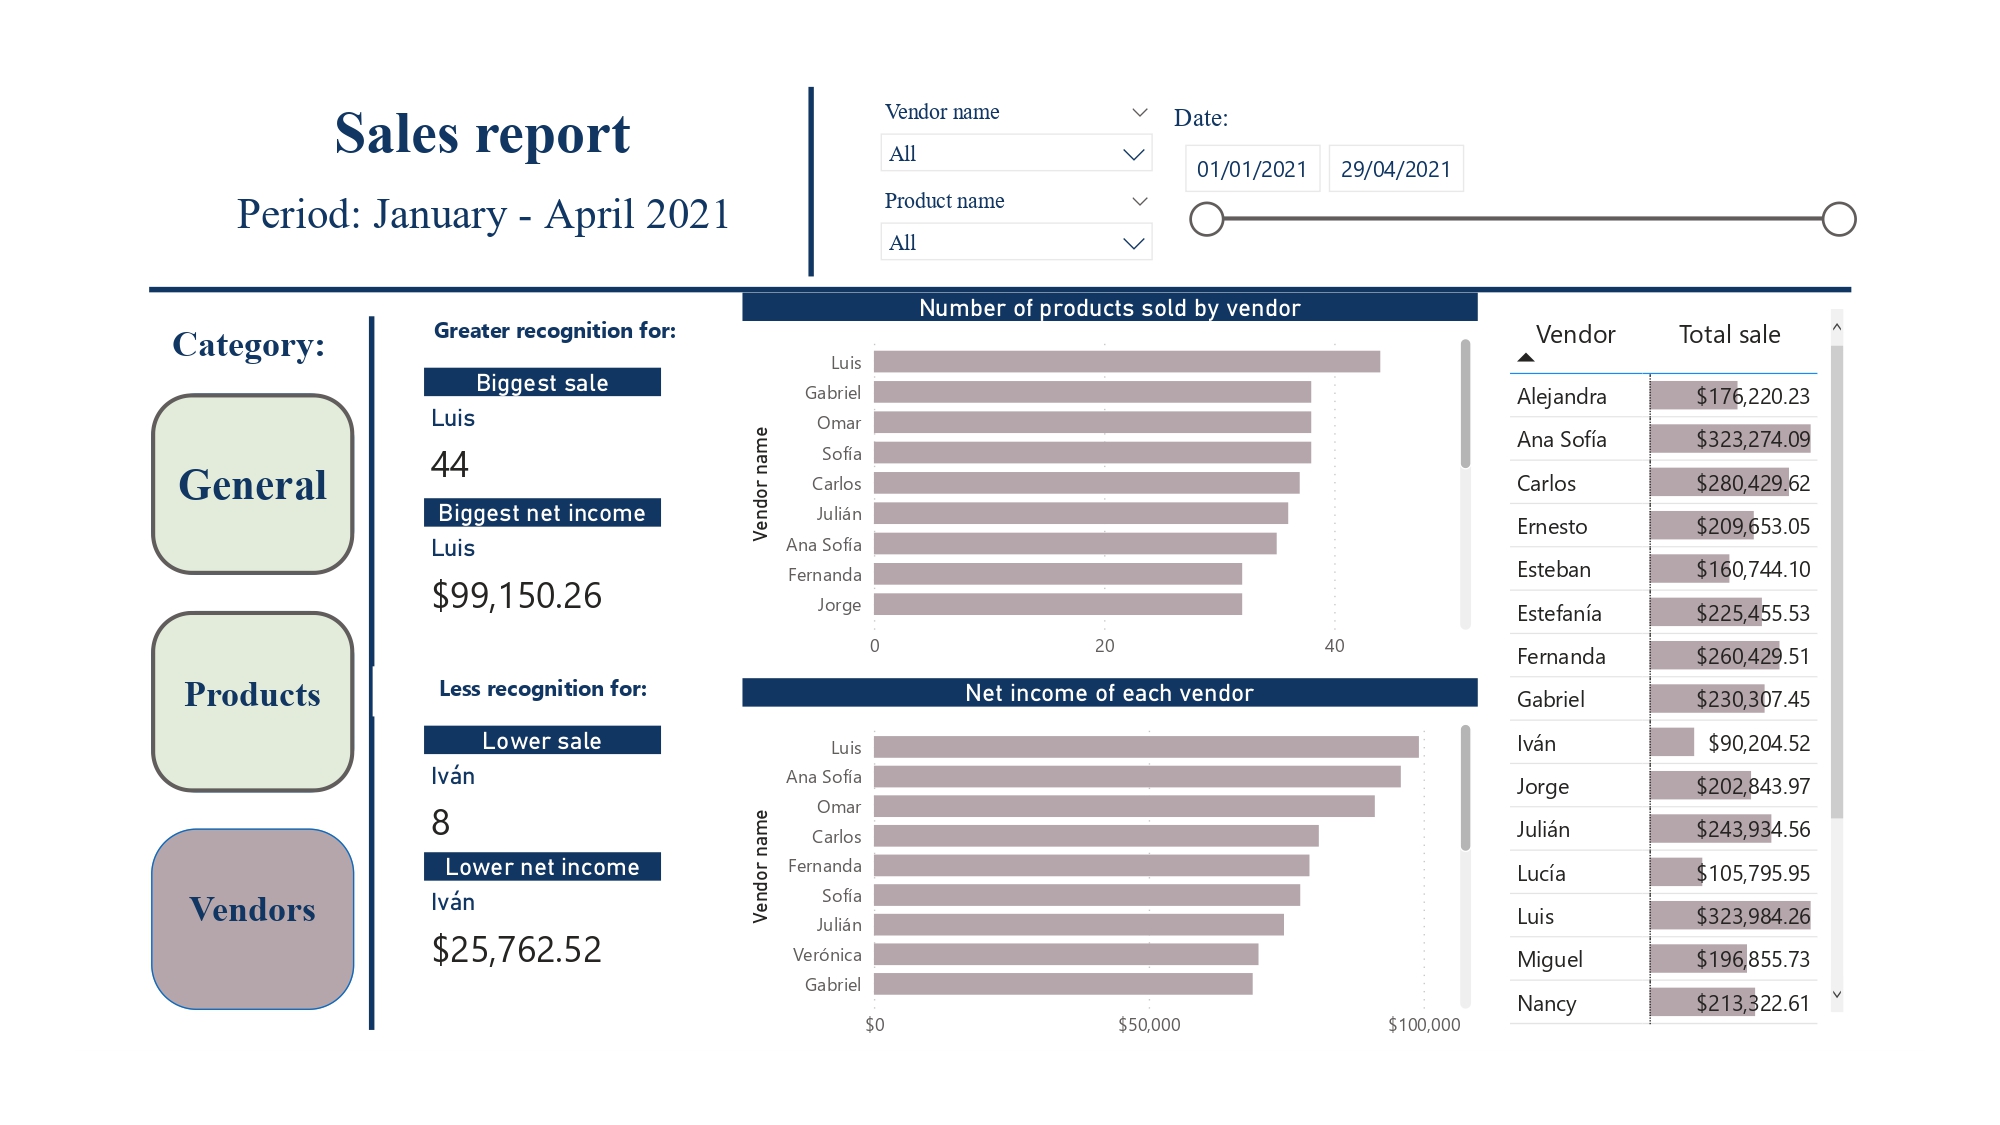 Sales report
Period: January - April 2021
Vendor name
All
Product name
All
Date:
01/01/2021 29/04/2021
Category:
General
Products
Vendors
Greater recognition for:
Biggest sale
Luis
44
Biggest net income
Luis
$99,150.26
Less recognition for:
Lower sale
Iván
8
Lower net income
Iván
$25,762.52
Number of products sold by vendor
Vendor name
Luis
Gabriel
Omar
Sofía
Carlos
Julián
Ana Sofía
Fernanda
Jorge
0 20 40
Net income of each vendor
Vendor name
Luis
Ana Sofía
Omar
Carlos
Fernanda
Sofía
Julián
Verónica
Gabriel
$0 $50,000 $100,000
Vendor Total sale
Alejandra $176,220.23
Ana Sofía $323,274.09
Carlos $280,429.62
Ernesto $209,653.05
Esteban $160,744.10
Estefanía $225,455.53
Fernanda $260,429.51
Gabriel $230,307.45
Iván $90,204.52
Jorge $202,843.97
Julián $243,934.56
Lucía $105,795.95
Luis $323,984.26
Miguel $196,855.73
Nancy $213,322.61